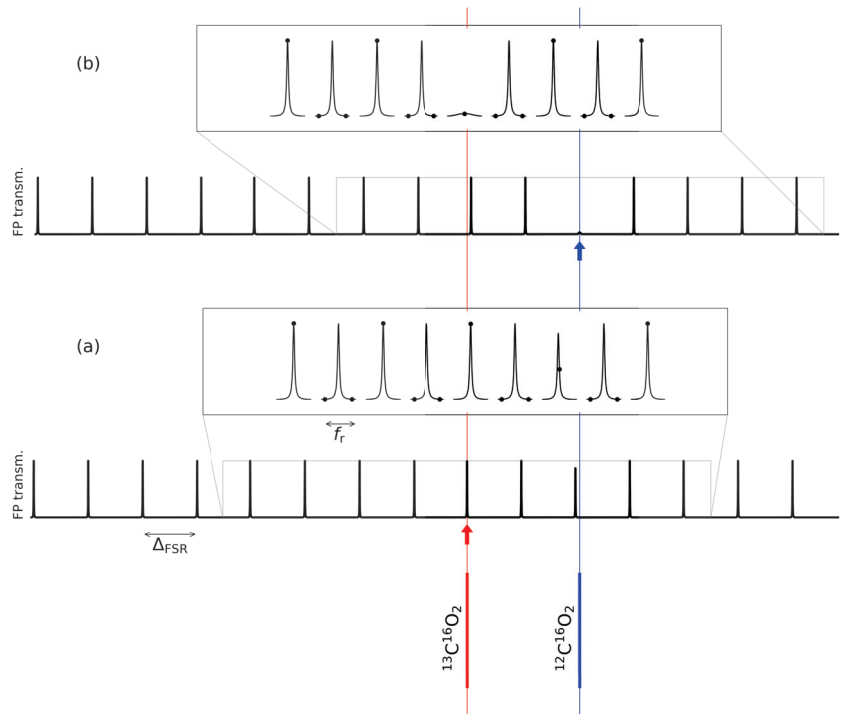 (b)
FP transm.
(a)
f_r
FP transm.
Δ_FSR
¹³C¹⁶O₂
¹²C¹⁶O₂